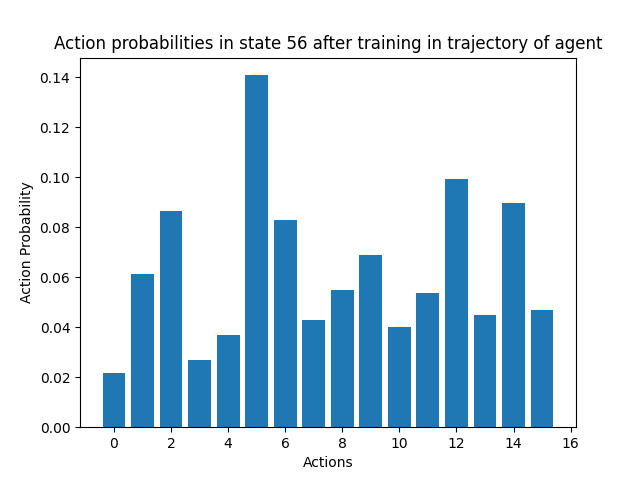 Action probabilities in state 56 after training in trajectory of agent
0.14
0.12
0.10
0.08
0.06
0.04
0.02
0.00
Action Probability
0 2 4 6 8 10 12 14 16
Actions